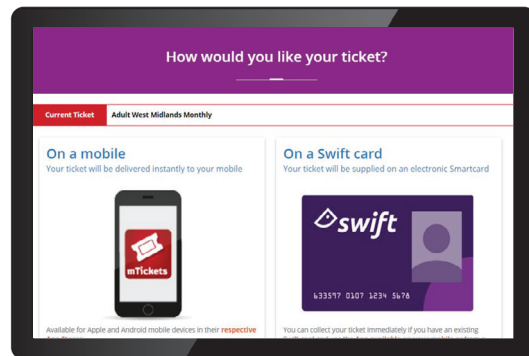 How would you like your ticket?
Current Ticket Adult West Midlands Monthly
On a mobile
Your ticket will be delivered instantly to your mobile
mTickets
Available for Apple and Android mobile devices in their respective
On a Swift card
Your ticket will be supplied on an electronic Smartcard
swift
633597 0107 1234 5678
You can collect your ticket immediately if you have an existing